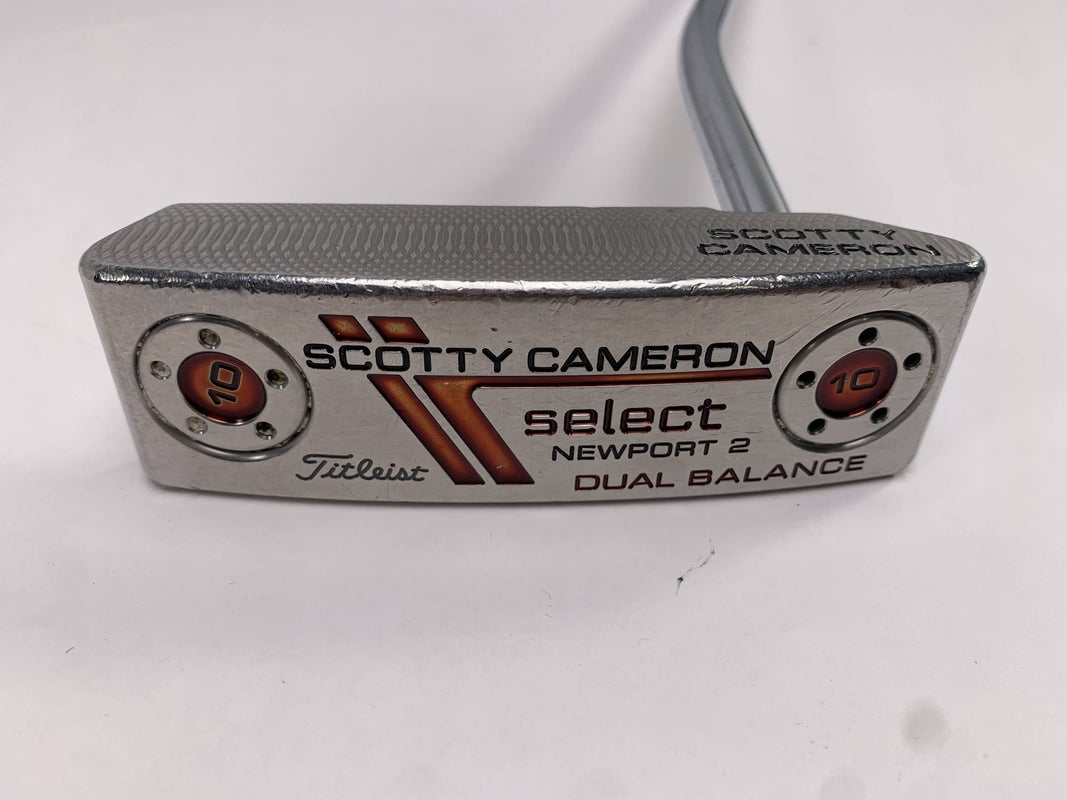 SCOTTY
CAMERON
SCOTTY CAMERON
select
NEWPORT 2
DUAL BALANCE
Titleist
10
10